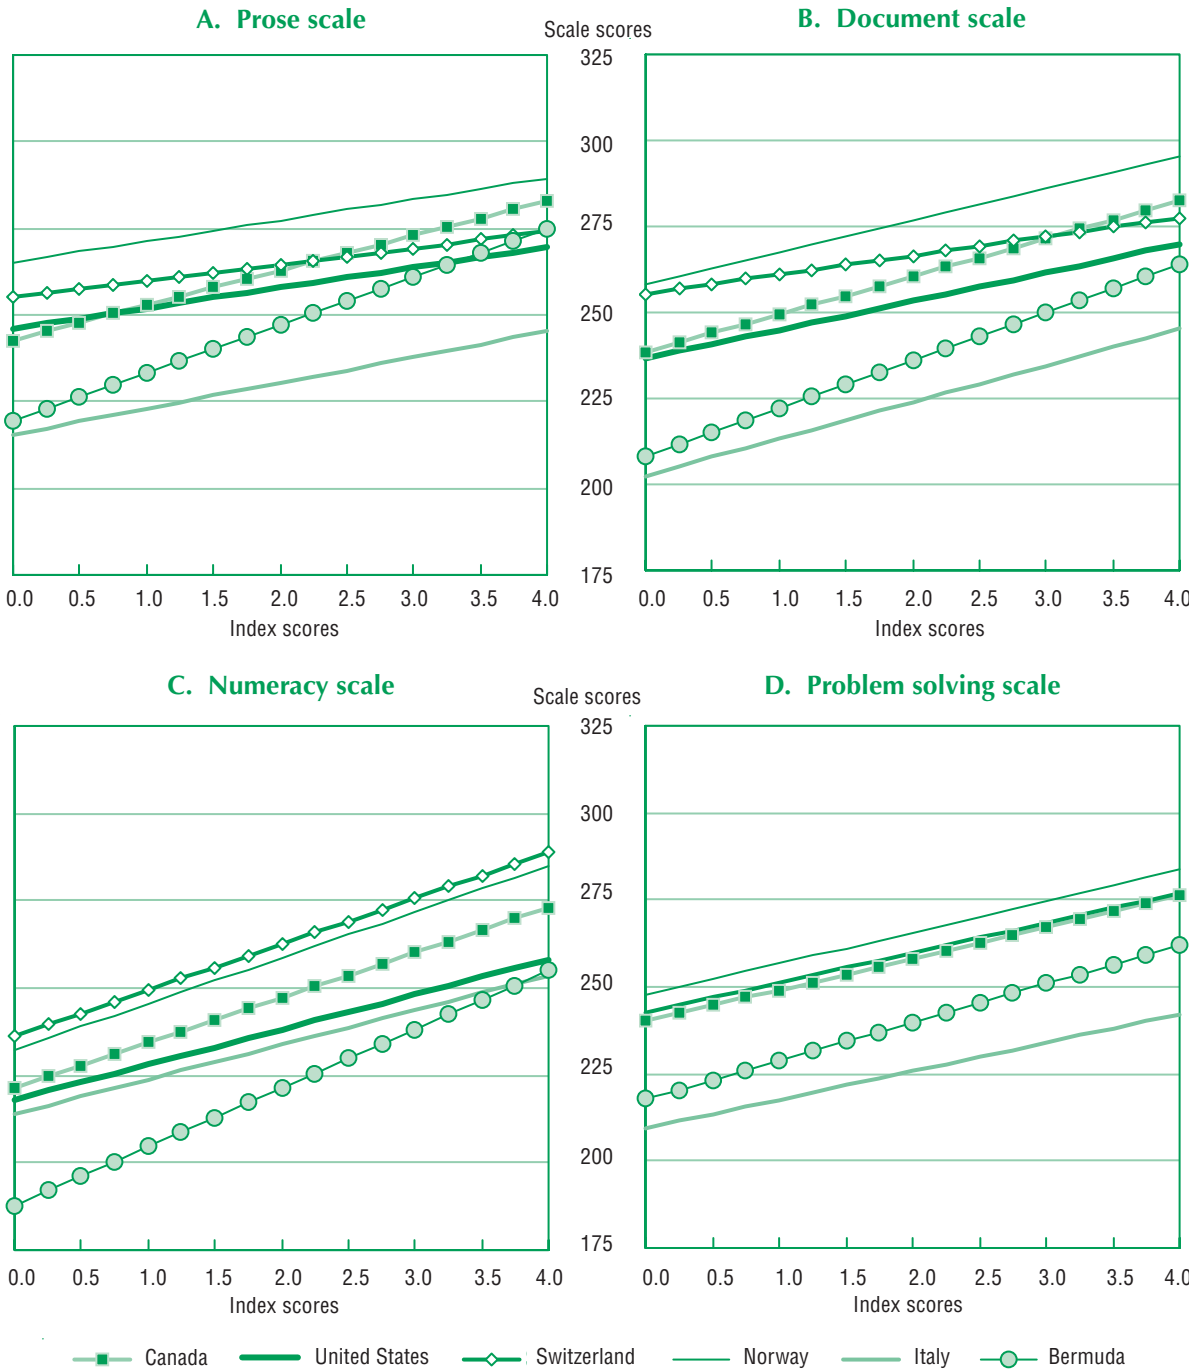 A. Prose scale
Scale scores
B. Document scale
325
300
275
250
225
200
175
0.0 0.5 1.0 1.5 2.0 2.5 3.0 3.5 4.0
0.0 0.5 1.0 1.5 2.0 2.5 3.0 3.5 4.0
Index scores
Index scores
C. Numeracy scale
Scale scores
D. Problem solving scale
325
300
275
250
225
200
175
0.0 0.5 1.0 1.5 2.0 2.5 3.0 3.5 4.0
0.0 0.5 1.0 1.5 2.0 2.5 3.0 3.5 4.0
Index scores
Index scores
Canada United States Switzerland Norway Italy Bermuda